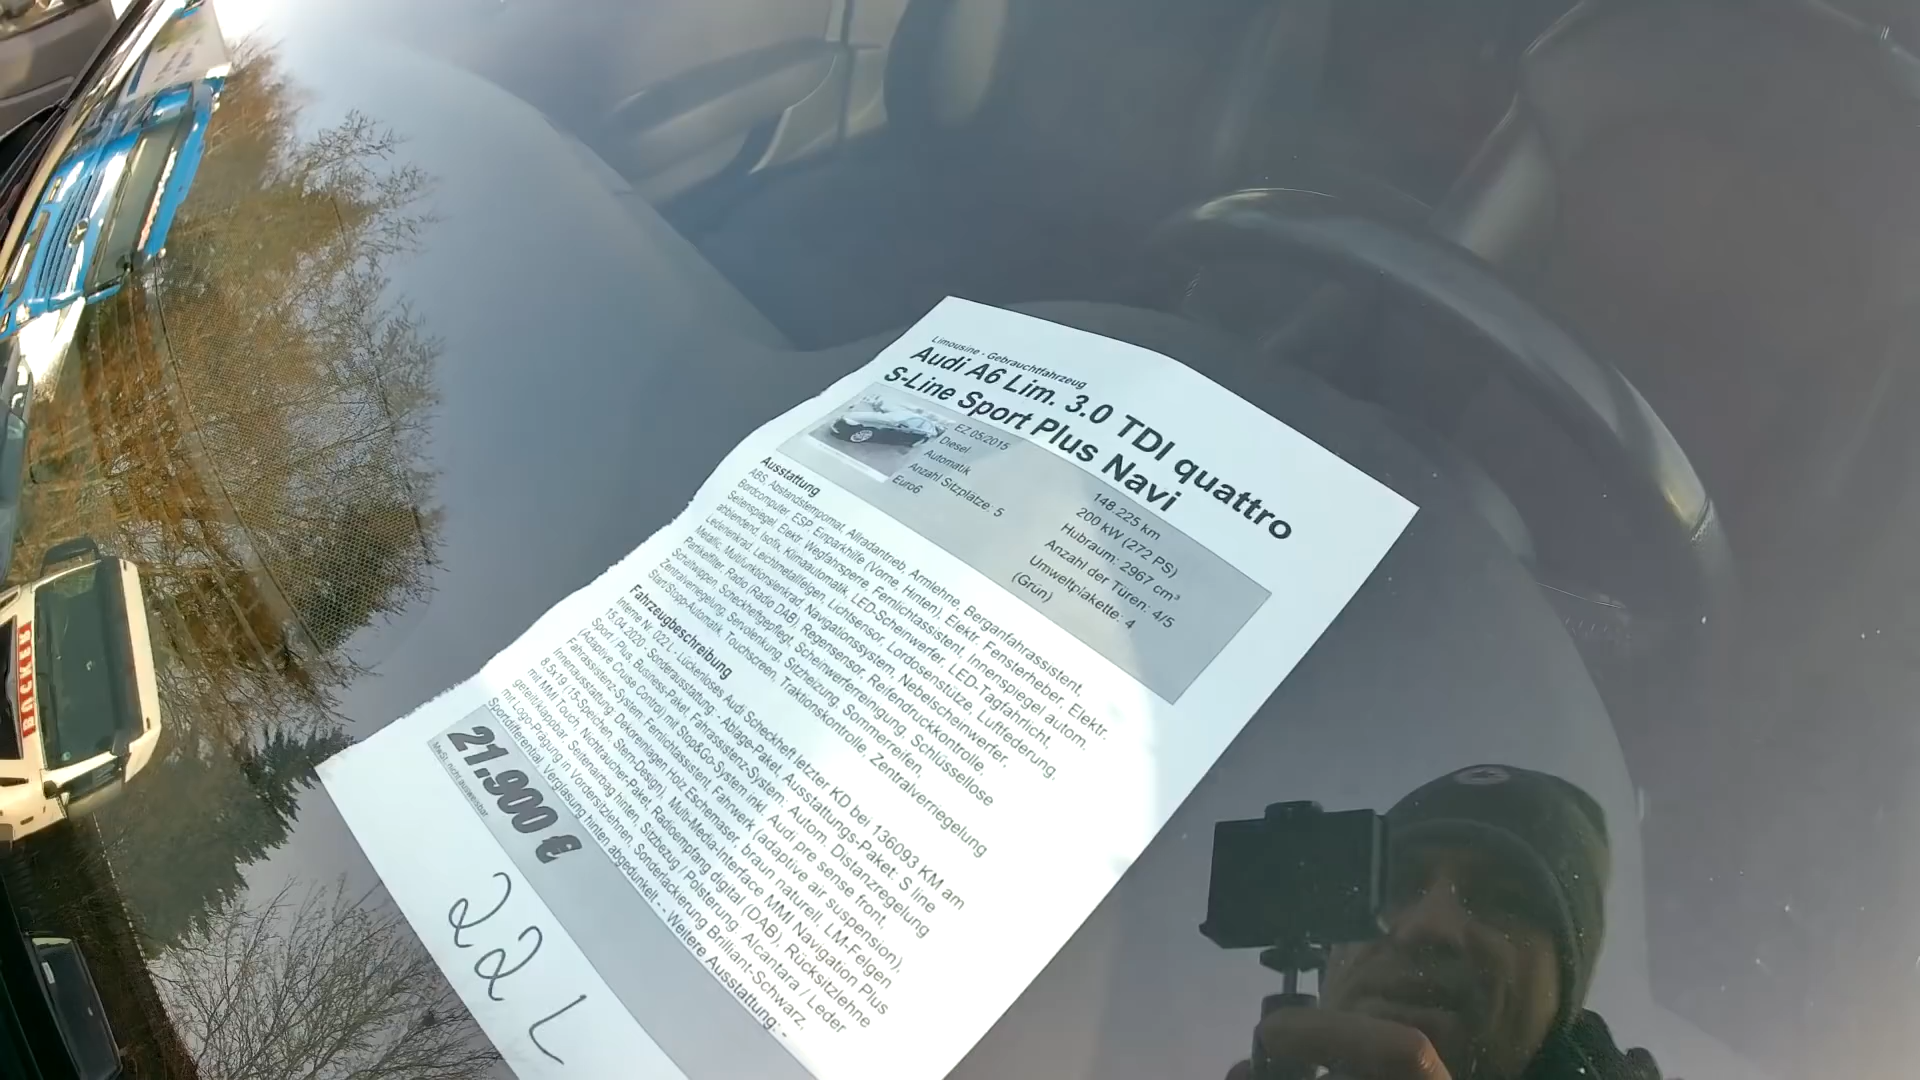 Limousine - Gebrauchtfahrzeug
Audi A6 Lim. 3.0 TDI quattro
S-Line Sport Plus Navi
EZ 05/2015
Diesel
Automatik
Anzahl Sitzplätze: 5
Euro6
148 225 km
200 kW (272 PS)
Hubraum: 2967 cm³
Anzahl der Türen: 4/5
Umweltplakette: 4
(Grün)
Ausstattung
ABS, Abstandstempomat, Allradantrieb, Armlehne, Berganfahrassistent,
Bordcomputer, ESP, Einparkhilfe (Vorne, Hinten), Elektr. Fensterheber, Elektr.
Seitenspiegel, Elektr. Wegfahrsperre, Fernlichtassistent, Innenspiegel autom.
abblendend, Isofix, Klimaautomatik, LED-Scheinwerfer, LED-Tagfahrlicht,
Lederlenkrad, Leichtmetallfelgen, Lichtsensor, Lordosenstütze, Luftfederung,
Metallic, Multifunktionslenkrad, Navigationssystem, Nebelscheinwerfer,
Partikelfilter, Radio (Radio DAB), Regensensor, Reifendruckkontrolle,
Schaltwippen, Scheckheftgepflegt, Scheinwerferreinigung, Schlüssellose
Zentralverriegelung, Servolenkung, Sitzheizung, Sommerreifen,
Start/Stopp-Automatik, Touchscreen, Traktionskontrolle, Zentralverriegelung
Fahrzeugbeschreibung
Interne Nr. 022L - Lückenloses Audi Scheckheft letzter KD bei 136093 KM am
15.04.2020 - Sonderausstattung: - Ablage-Paket, Ausstattungs-Paket: S line
Sport / Plus, Business-Paket, Fahrassistenz-System: Autom. Distanzregelung
(Adaptive Cruise Control) mit Stop&Go-System inkl. Audi pre sense front,
Fahrassistenz-System: Fernlichtassistent, Fahrwerk (adaptive air suspension),
Innenausstattung: Dekoreinlagen Holz Eschemaser, braun naturell, LM-Felgen
8,5x19 (15-Speichen, Stern-Design), Multi-Media-Interface MMI Navigation Plus
mit MMI Touch, Nichtraucher-Paket, Radioempfang digital (DAB), Rücksitzlehne
geteilt/klappbar, Seitenairbag hinten, Sitzbezug / Polsterung: Alcantara / Leder
mit Logo-Prägung in Vordersitzlehnen, Sonderlackierung Brilliant-Schwarz,
Sportdifferential, Verglasung hinten abgedunkelt - - Weitere Ausstattung: -
21.900 €
MwSt. nicht ausweisbar
22 L